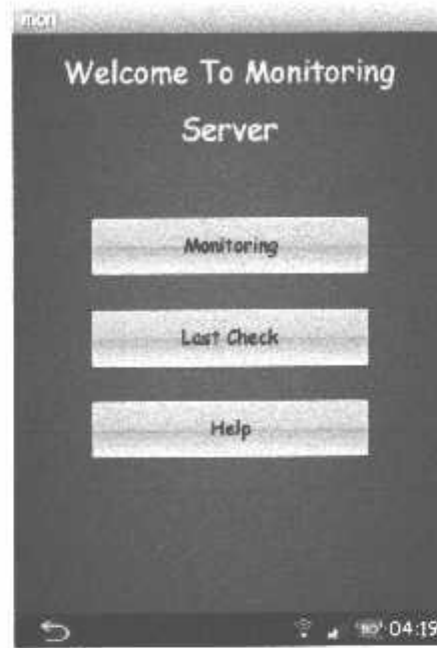 mon
Welcome To Monitoring
Server
Monitoring
Last Check
Help
04:19